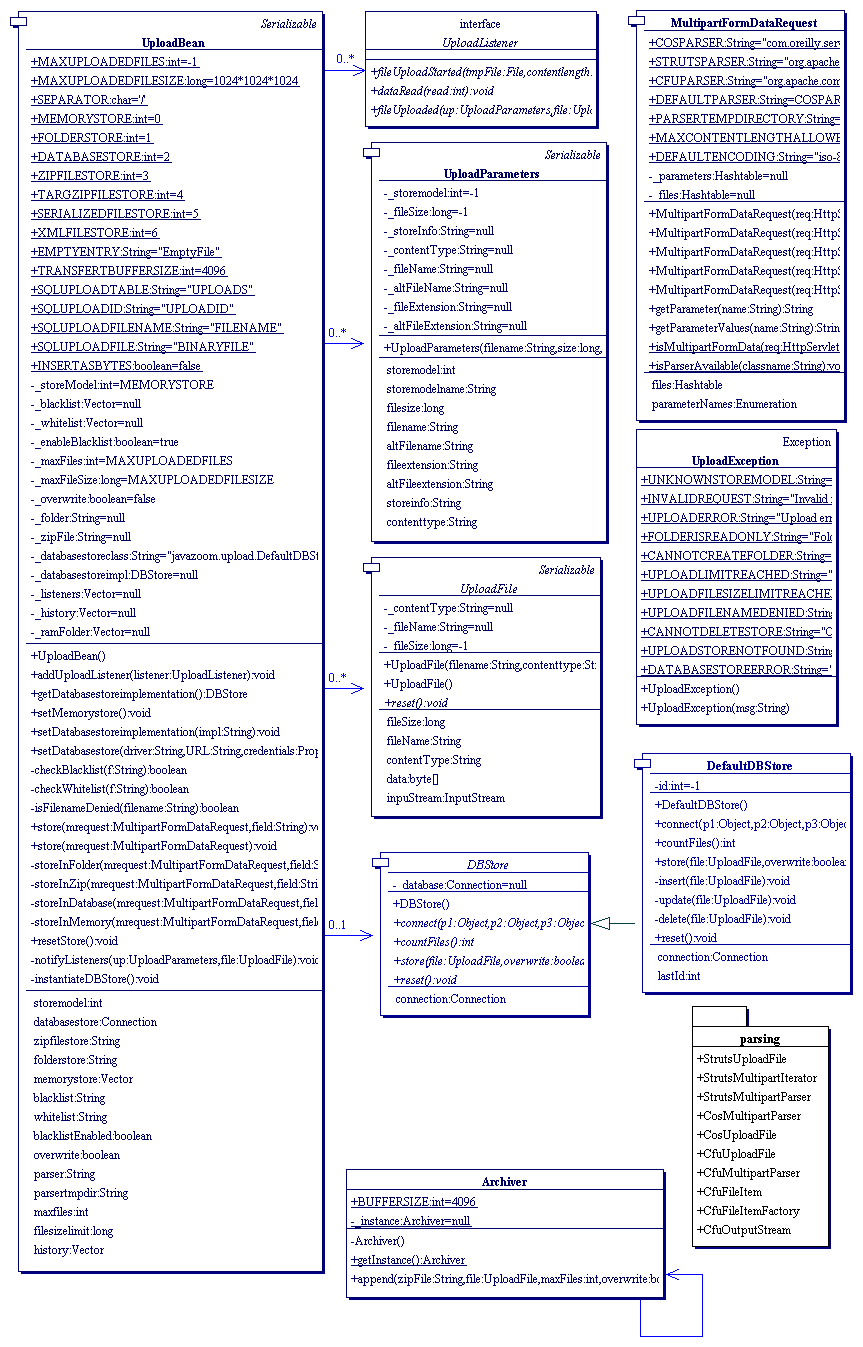 Serializable
UploadBean
+MAXUPLOADEDFILES:int=-1
+MAXUPLOADEDFILESIZE:long=1024*1024*1024
+SEPARATOR:char='/'
+MEMORYSTORE:int=0
+FOLDERSTORE:int=1
+DATABASESTORE:int=2
+ZIPFILESTORE:int=3
+TARGZIPFILESTORE:int=4
+SERIALIZEDFILESTORE:int=5
+XMLFILESTORE:int=6
+EMPTYENTRY:String="EmptyFile"
+TRANSFERTBUFFERSIZE:int=4096
+SQLUPLOADTABLE:String="UPLOADS"
+SQLUPLOADID:String="UPLOADID"
+SQLUPLOADFILENAME:String="FILENAME"
+SQLUPLOADFILE:String="BINARYFILE"
+INSERTASBYTES:boolean=false
-_storeModel:int=MEMORYSTORE
-_blacklist:Vector=null
-_whitelist:Vector=null
-_enableBlacklist:boolean=true
-_maxFiles:int=MAXUPLOADEDFILES
-_maxFileSize:long=MAXUPLOADEDFILESIZE
-_overwrite:boolean=false
-_folder:String=null
-_zipFile:String=null
-_databasestoreclass:String="javazoom.upload.DefaultDBSt
-_databasestoreimpl:DBStore=null
-_listeners:Vector=null
-_history:Vector=null
-_ramFolder:Vector=null
+UploadBean()
+addUploadListener(listener:UploadListener):void
+getDatabasestoreimplementation():DBStore
+setMemorystore():void
+setDatabasestoreimplementation(impl:String):void
+setDatabasestore(driver:String,URL:String,credentials:Prop
-checkBlacklist(f:String):boolean
-checkWhitelist(f:String):boolean
-isFilenameDenied(filename:String):boolean
+store(mrequest:MultipartFormDataRequest,field:String):v
+store(mrequest:MultipartFormDataRequest):void
-storeInFolder(mrequest:MultipartFormDataRequest,field:S
-storeInZip(mrequest:MultipartFormDataRequest,field:Stri
-storeInDatabase(mrequest:MultipartFormDataRequest,fiel
-storeInMemory(mrequest:MultipartFormDataRequest,fiel
+resetStore():void
-notifyListeners(up:UploadParameters,file:UploadFile):voi
-instantiateDBStore():void
storemodel:int
databasestore:Connection
zipfilestore:String
folderstore:String
memorystore:Vector
blacklist:String
whitelist:String
blacklistEnabled:boolean
overwrite:boolean
parser:String
parsertmpdir:String
maxfiles:int
filesizelimit:long
history:Vector
0..*
0..*
0..*
0..1
interface
UploadListener
+fileUploadStarted(tmpFile:File,contentlength.
+dataRead(read:int):void
+fileUploaded(up:UploadParameters,file:Uplo
Serializable
UploadParameters
-_storemodel:int=-1
-_fileSize:long=-1
-_storeInfo:String=null
-_contentType:String=null
-_fileName:String=null
-_altFileName:String=null
-_fileExtension:String=null
-_altFileExtension:String=null
+UploadParameters(filename:String,size:long,
storemodel:int
storemodelname:String
filesize:long
filename:String
altFilename:String
fileextension:String
altFileextension:String
storeinfo:String
contenttype:String
Serializable
UploadFile
-_contentType:String=null
-_fileName:String=null
-_fileSize:long=-1
+UploadFile(filename:String,contenttype:St
+UploadFile()
+reset():void
fileSize:long
fileName:String
contentType:String
data:byte[]
inpuStream:InputStream
DBStore
-_database:Connection=null
+DBStore()
+connect(p1:Object,p2:Object,p3:Objec
+countFiles():int
+store(file:UploadFile,overwrite:boolea
+reset():void
connection:Connection
Archiver
+BUFFERSIZE:int=4096
-_instance:Archiver=null
-Archiver()
+getInstance():Archiver
+append(zipFile:String,file:UploadFile,maxFiles:int,overwrite:bo
MultipartFormDataRequest
+COSPARSER:String="com.oreilly.ser
+STRUTSPARSER:String="org.apache
+CFUPARSER:String="org.apache.com
+DEFAULTPARSER:String=COSPAR
+PARSERTEMPDIRECTORY:String=
+MAXCONTENTLENGTHALLOWE
+DEFAULTENCODING:String="iso-8
-_parameters:Hashtable=null
-_files:Hashtable=null
+MultipartFormDataRequest(req:HttpS
+MultipartFormDataRequest(req:HttpS
+MultipartFormDataRequest(req:HttpS
+MultipartFormDataRequest(req:HttpS
+MultipartFormDataRequest(req:HttpS
+getParameter(name:String):String
+getParameterValues(name:String):Strin
+isMultipartFormData(req:HttpServlet
+isParserAvailable(classname:String):vo
files:Hashtable
parameterNames:Enumeration
Exception
UploadException
+UNKNOWNSTOREMODEL:String=
+INVALIDREQUEST:String="Invalid
+UPLOADERROR:String="Upload err
+FOLDERISREADONLY:String="Fol
+CANNOTCREATEFOLDER:String=
+UPLOADLIMITREACHED:String="
+UPLOADFILESIZELIMITREACHE
+UPLOADFILENAMEDENIED:Strin
+CANNOTDELETESTORE:String="C
+UPLOADSTORENOTFOUND:Strin
+DATABASESTOREERROR:String="
+UploadException()
+UploadException(msg:String)
DefaultDBStore
-id:int=-1
+DefaultDBStore()
+connect(p1:Object,p2:Object,p3:Objec
+countFiles():int
+store(file:UploadFile,overwrite:boolea
-insert(file:UploadFile):void
-update(file:UploadFile):void
-delete(file:UploadFile):void
+reset():void
connection:Connection
lastId:int
parsing
+StrutsUploadFile
+StrutsMultipartIterator
+StrutsMultipartParser
+CosMultipartParser
+CosUploadFile
+CfuUploadFile
+CfuMultipartParser
+CfuFileItem
+CfuFileItemFactory
+CfuOutputStream